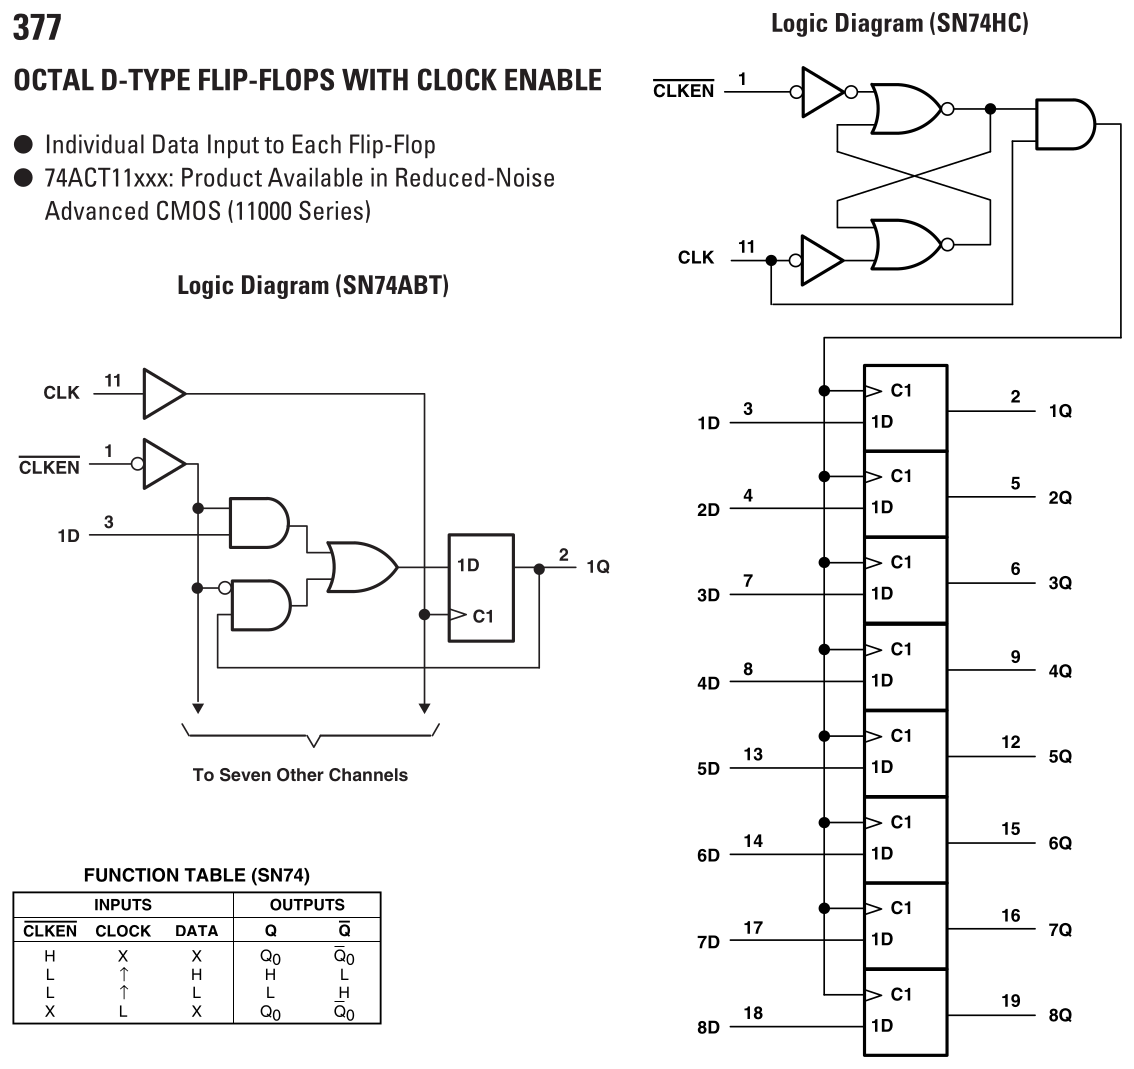 377
OCTAL D-TYPE FLIP-FLOPS WITH CLOCK ENABLE
● Individual Data Input to Each Flip-Flop
● 74ACT11xxx: Product Available in Reduced-Noise
Advanced CMOS (11000 Series)
Logic Diagram (SN74ABT)
CLK 11
C̅L̅K̅E̅N̅ 1
1D 3
1D
C1
2 1Q
To Seven Other Channels
FUNCTION TABLE (SN74)
INPUTS OUTPUTS
C̅L̅K̅E̅N̅ CLOCK DATA Q Q̅
H X X Q₀ Q̅₀
L ↑ H H L
L ↑ L L H
X L X Q₀ Q̅₀
Logic Diagram (SN74HC)
C̅L̅K̅E̅N̅ 1
CLK 11
C1
1D 3 1D 2 1Q
C1
2D 4 1D 5 2Q
C1
3D 7 1D 6 3Q
C1
4D 8 1D 9 4Q
C1
5D 13 1D 12 5Q
C1
6D 14 1D 15 6Q
C1
7D 17 1D 16 7Q
C1
8D 18 1D 19 8Q